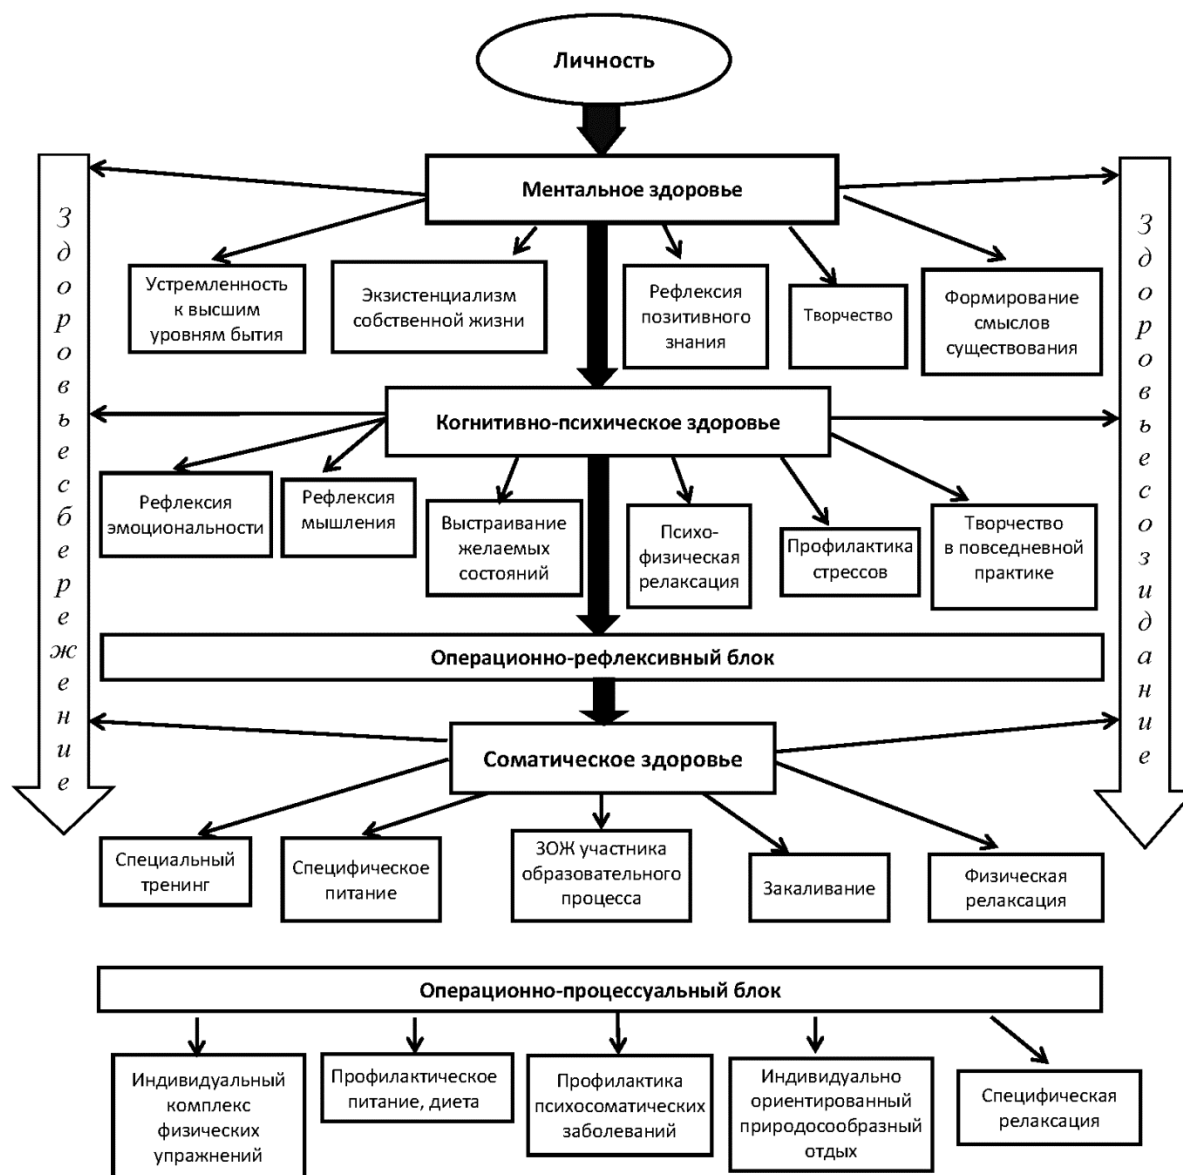 Личность
Ментальное здоровье
Здоровьесбережение
Здоровьесозидание
Устремленность
к высшим
уровням бытия
Экзистенциализм
собственной жизни
Рефлексия
позитивного
знания
Творчество
Формирование
смыслов
существования
Когнитивно-психическое здоровье
Рефлексия
эмоциональности
Рефлексия
мышления
Выстраивание
желаемых
состояний
Психо-
физическая
релаксация
Профилактика
стрессов
Творчество
в повседневной
практике
Операционно-рефлексивный блок
Соматическое здоровье
Специальный
тренинг
Специфическое
питание
ЗОЖ участника
образовательного
процесса
Закаливание
Физическая
релаксация
Операционно-процессуальный блок
Индивидуальный
комплекс
физических
упражнений
Профилактическое
питание, диета
Профилактика
психосоматических
заболеваний
Индивидуально
ориентированный
природосообразный
отдых
Специфическая
релаксация